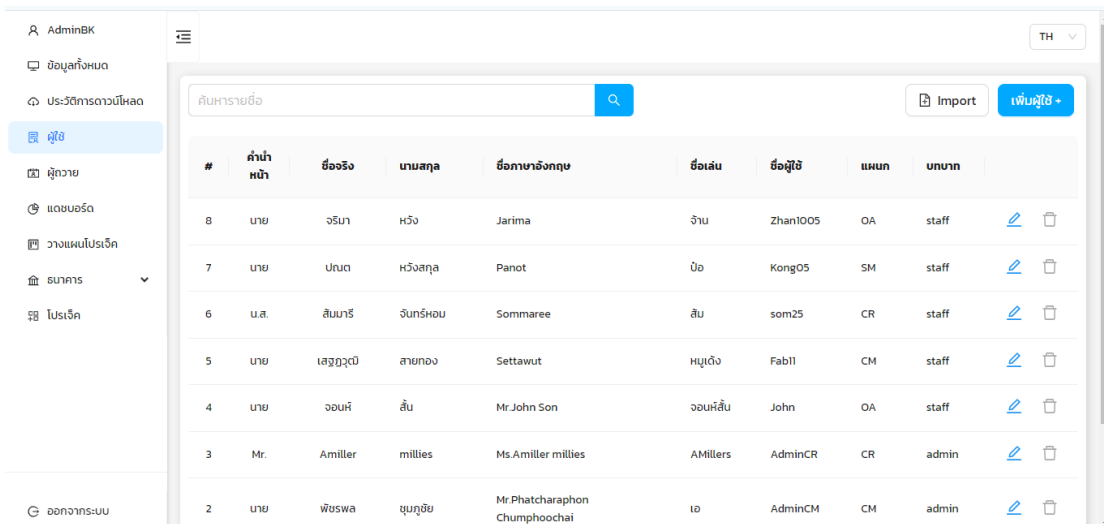 AdminBK
TH
ข้อมูลทั้งหมด
ประวัติการดาวน์โหลด
ค้นหารายชื่อ
Import
เพิ่มผู้ใช้ +
ผู้ใช้
ผู้ถวาย
แดชบอร์ด
วางแผนโปรเจ็ค
ธนาคาร
โปรเจ็ค
ออกจากระบบ
# คำนำหน้า ชื่อจริง นามสกุล ชื่อภาษาอังกฤษ ชื่อเล่น ชื่อผู้ใช้ แผนก บทบาท
8 นาย จริมา หวัง Jarima จ้าน Zhan1005 OA staff
7 นาย ปณต หวังสกุล Panot ป๋อ Kong05 SM staff
6 น.ส. สัมมารี จันทร์หอม Sommaree ส้ม som25 CR staff
5 นาย เสฏฐวุฒิ สายทอง Settawut หมูเด้ง Fab11 CM staff
4 นาย จอนห์ สั้น Mr.John Son จอนห์สั้น John OA staff
3 Mr. Amiller millies Ms.Amiller millies AMillers AdminCR CR admin
2 นาย พัชรพล ชุมภูชัย Mr.Phatcharaphon Chumphoochai เอ AdminCM CM admin